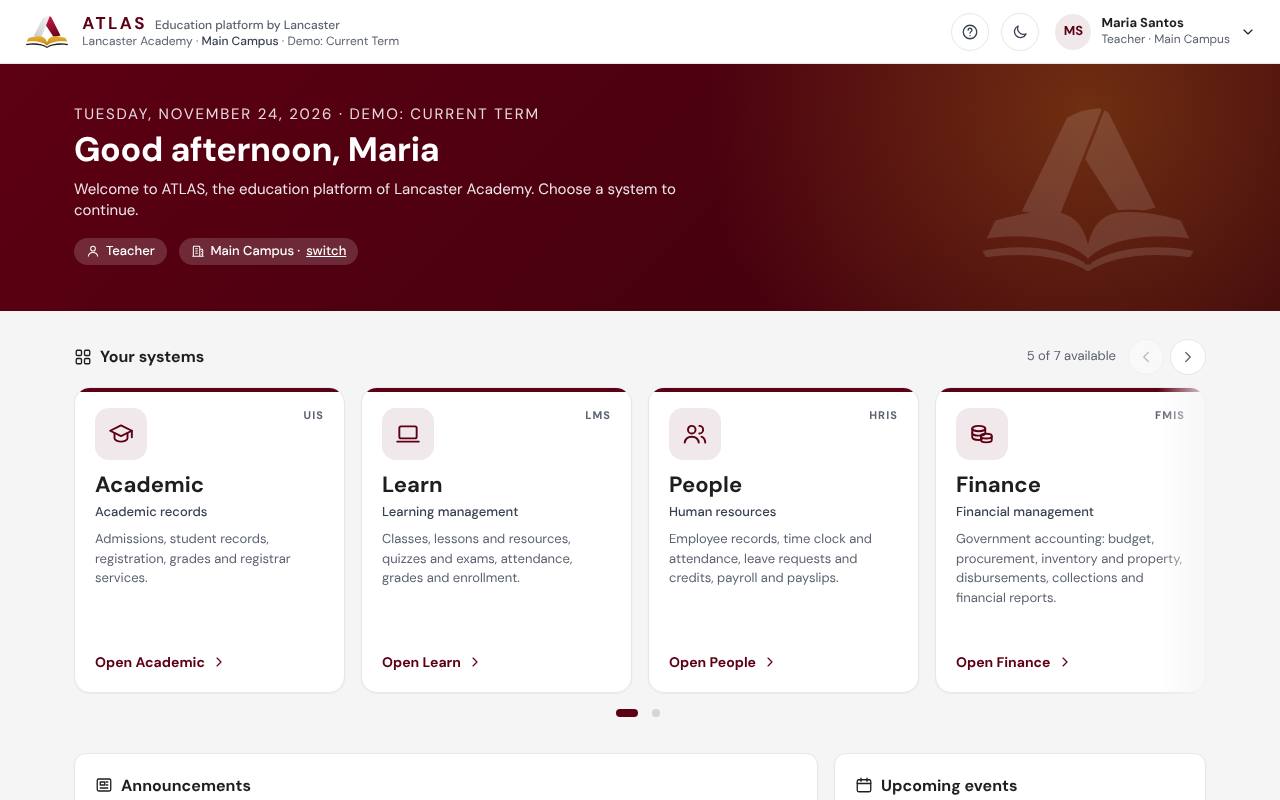 ATLAS Education platform by Lancaster
Lancaster Academy · Main Campus · Demo: Current Term
MS
Maria Santos
Teacher · Main Campus
TUESDAY, NOVEMBER 24, 2026 · DEMO: CURRENT TERM
Good afternoon, Maria
Welcome to ATLAS, the education platform of Lancaster Academy. Choose a system to
continue.
Teacher
Main Campus · switch
Your systems
5 of 7 available
UIS
Academic
Academic records
Admissions, student records,
registration, grades and registrar
services.
Open Academic
LMS
Learn
Learning management
Classes, lessons and resources,
quizzes and exams, attendance,
grades and enrollment.
Open Learn
HRIS
People
Human resources
Employee records, time clock and
attendance, leave requests and
credits, payroll and payslips.
Open People
FMIS
Finance
Financial management
Government accounting: budget,
procurement, inventory and property,
disbursements, collections and
financial reports.
Open Finance
Announcements
Upcoming events